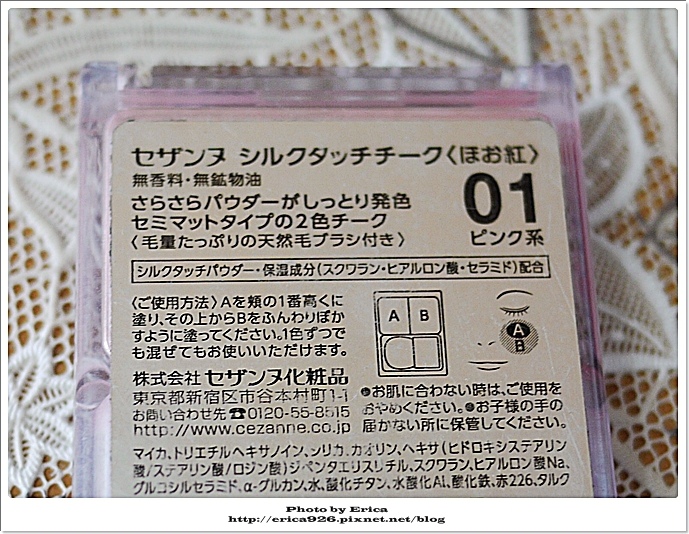 セザンヌ シルクタッチチーク〈ほお紅〉
無香料・無鉱物油
さらさらパウダーがしっとり発色
セミマットタイプの2色チーク
〈毛量たっぷりの天然毛ブラシ付き〉
01
ピンク系
シルクタッチパウダー・保湿成分(スクワラン・ヒアルロン酸・セラミド)配合
〈ご使用方法〉Aを頬の1番高くに
塗り、その上からBをふんわりぼか
すように塗ってください。1色ずつで
も混ぜてもお使いいただけます。
A B
A
B
株式会社 セザンヌ化粧品
東京都新宿区市谷本村町1-1
お問い合わせ先 ☎0120-55-8515
http://www.cezanne.co.jp
●お肌に合わない時は、ご使用を
おやめください。●お子様の手の
届かない所に保管してください。
マイカ、トリエチルヘキサノイン、シリカ、カオリン、ヘキサ(ヒドロキシステアリン
酸/ステアリン酸/ロジン酸)ジペンタエリスリチル、スクワラン、ヒアルロン酸Na、
グルコシルセラミド、α-グルカン、水、酸化チタン、水酸化Al、酸化鉄、赤226、タルク
Photo by Erica
http://erica926.pixnet.net/blog